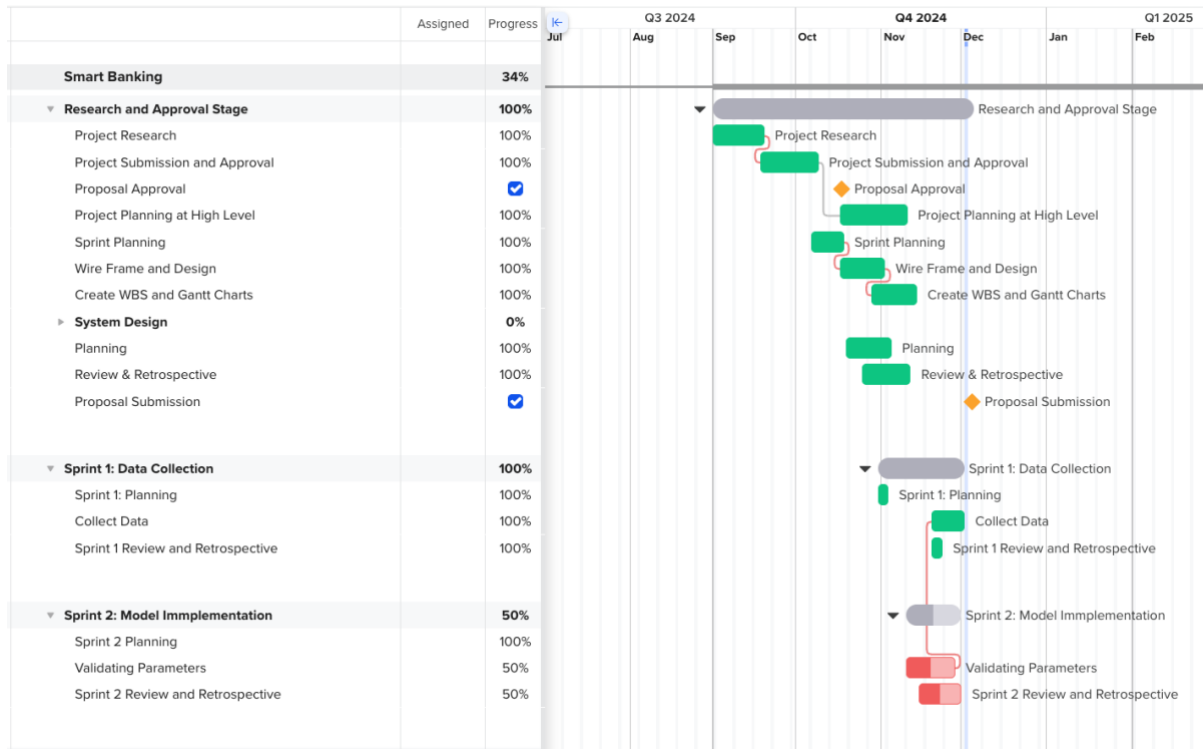 Assigned Progress Q3 2024 Q4 2024 Q1 2025
Jul Aug Sep Oct Nov Dec Jan Feb
Smart Banking 34%
Research and Approval Stage 100% Research and Approval Stage
Project Research 100% Project Research
Project Submission and Approval 100% Project Submission and Approval
Proposal Approval Proposal Approval
Project Planning at High Level 100% Project Planning at High Level
Sprint Planning 100% Sprint Planning
Wire Frame and Design 100% Wire Frame and Design
Create WBS and Gantt Charts 100% Create WBS and Gantt Charts
System Design 0%
Planning 100% Planning
Review & Retrospective 100% Review & Retrospective
Proposal Submission Proposal Submission
Sprint 1: Data Collection 100% Sprint 1: Data Collection
Sprint 1: Planning 100% Sprint 1: Planning
Collect Data 100% Collect Data
Sprint 1 Review and Retrospective 100% Sprint 1 Review and Retrospective
Sprint 2: Model Immplementation 50% Sprint 2: Model Immplementation
Sprint 2 Planning 100%
Validating Parameters 50% Validating Parameters
Sprint 2 Review and Retrospective 50% Sprint 2 Review and Retrospective